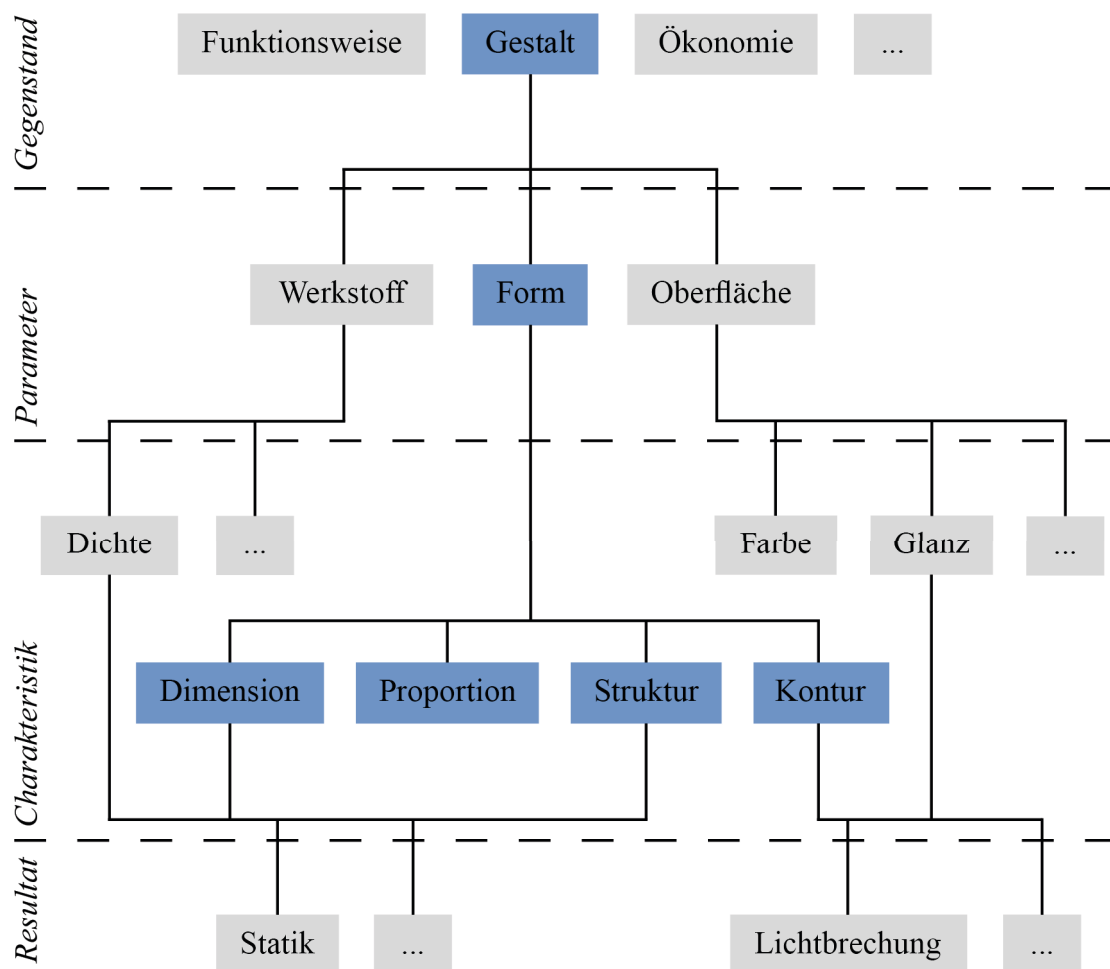 Gegenstand
Funktionsweise
Gestalt
Ökonomie
...
Parameter
Werkstoff
Form
Oberfläche
Charakteristik
Dichte
...
Farbe
Glanz
...
Dimension
Proportion
Struktur
Kontur
Resultat
Statik
...
Lichtbrechung
...